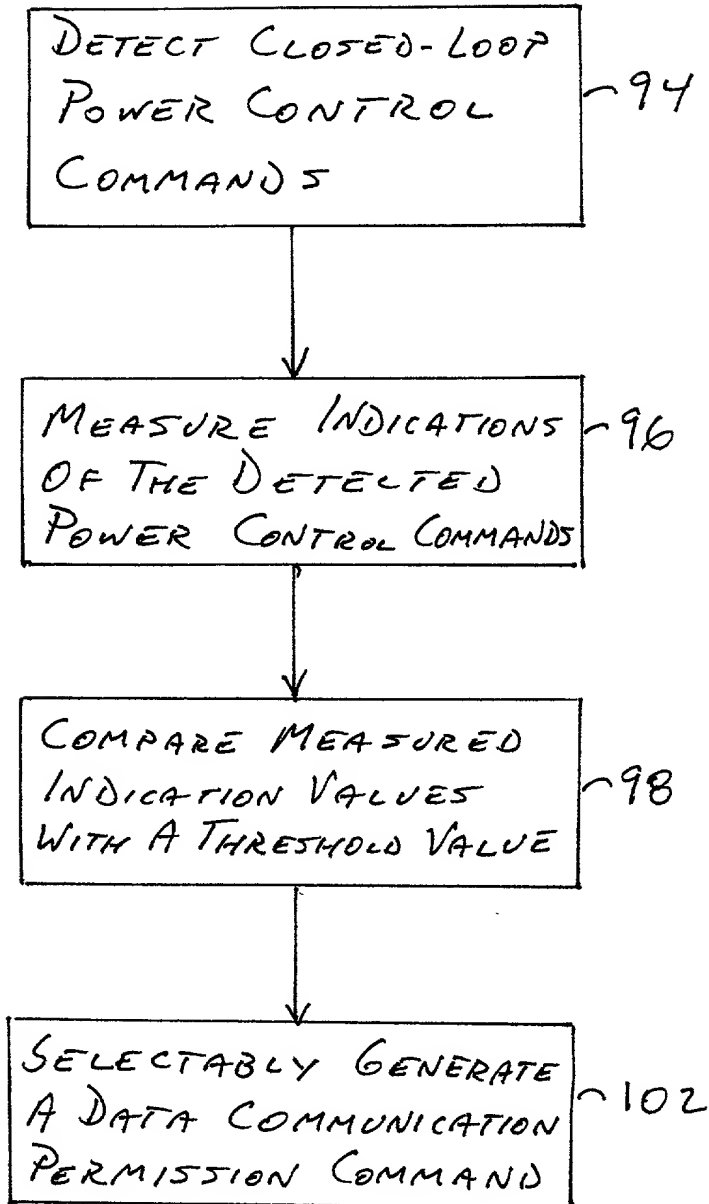 DETECT CLOSED-LOOP
POWER CONTROL
COMMANDS
94
MEASURE INDICATIONS
OF THE DETECTED
POWER CONTROL COMMANDS
96
COMPARE MEASURED
INDICATION VALUES
WITH A THRESHOLD VALUE
98
SELECTABLY GENERATE
A DATA COMMUNICATION
PERMISSION COMMAND
102